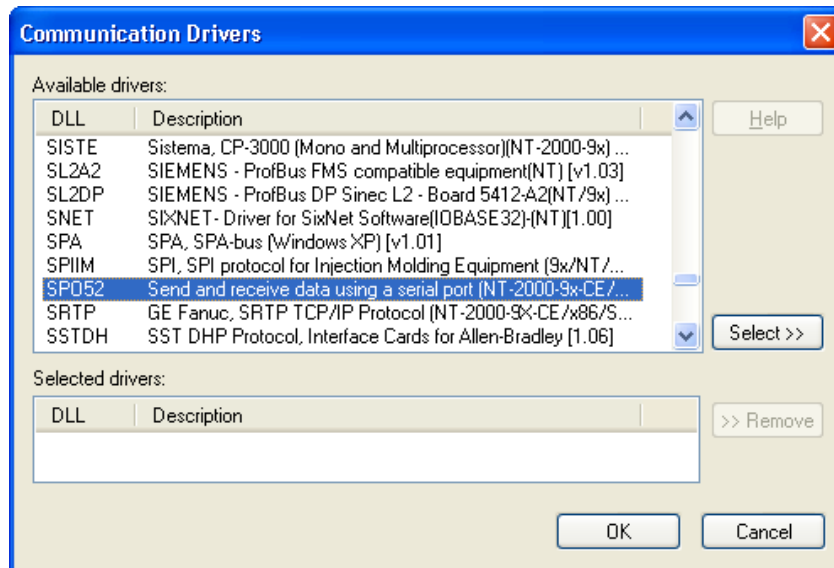 Communication Drivers
Available drivers:
DLL Description
SISTE Sistema, CP-3000 (Mono and Multiprocessor)(NT-2000-9x) ...
SL2A2 SIEMENS - ProfBus FMS compatible equipment(NT) [v1.03]
SL2DP SIEMENS - ProfBus DP Sinec L2 - Board 5412-A2(NT/9x) ...
SNET SIXNET- Driver for SixNet Software(IOBASE32)-(NT)[1.00]
SPA SPA, SPA-bus (Windows XP) [v1.01]
SPIIM SPI, SPI protocol for Injection Molding Equipment (9x/NT/...
SPO52 Send and receive data using a serial port (NT-2000-9x-CE/...
SRTP GE Fanuc, SRTP TCP/IP Protocol (NT-2000-9X-CE/x86/S...
SSTDH SST DHP Protocol, Interface Cards for Allen-Bradley [1.06]
Help
Select >>
Selected drivers:
DLL Description
>> Remove
OK Cancel